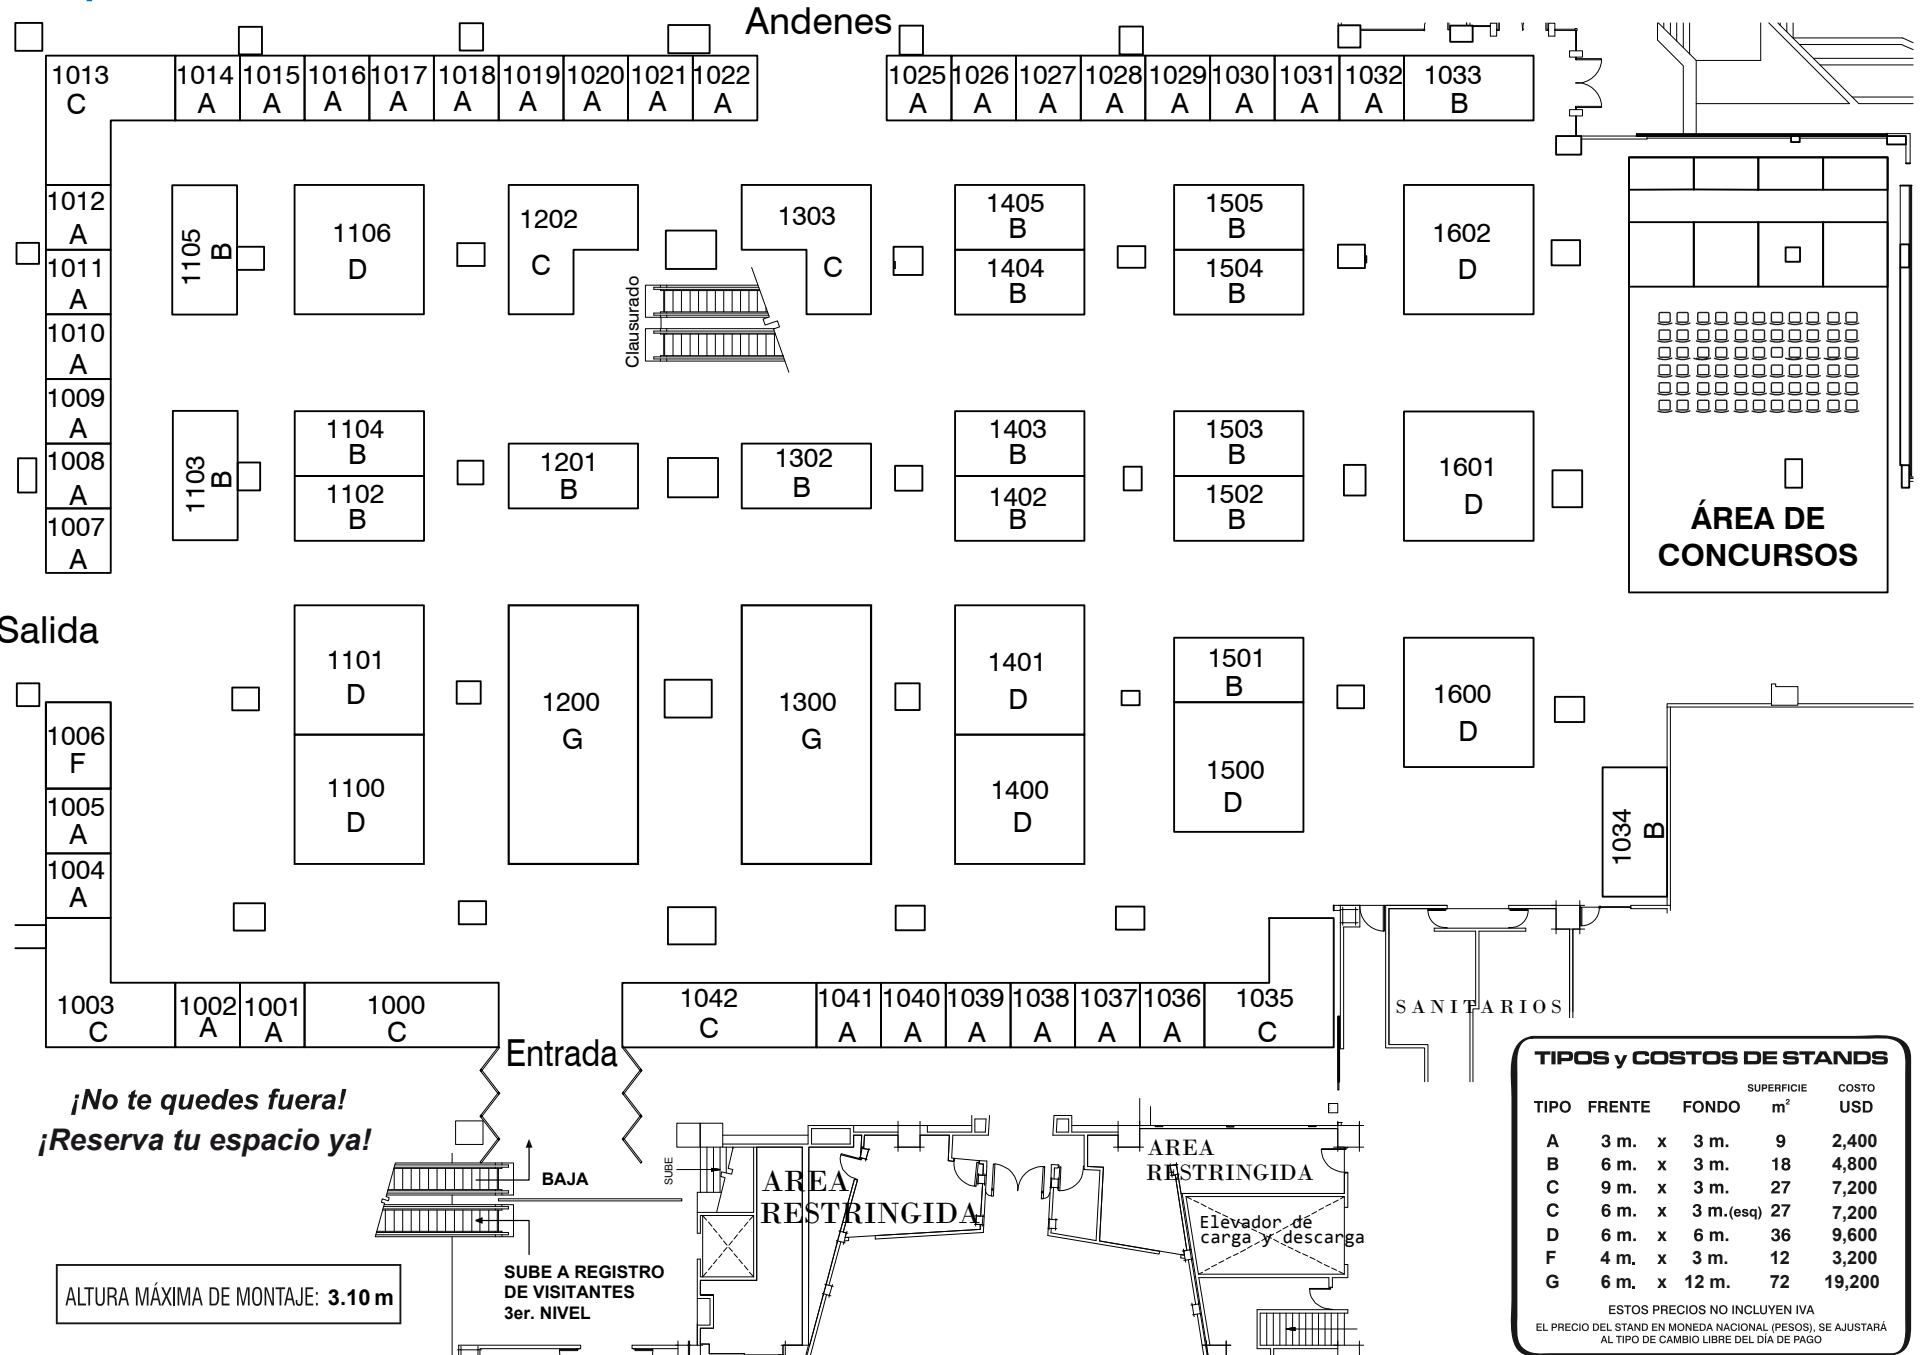 Andenes
1013 1014 1015 1016 1017 1018 1019 1020 1021 1022 1025 1026 1027 1028 1029 1030 1031 1032 1033
C A A A A A A A A A A A A A A A A A B
1012
A
1105 B
1106
D
1202
C
1303
C
1405
B
1505
B
1602
D
1011
A
1404
B
1504
B
Clausurado
1010
A
1009
A
1008
A
1103 B
1104
B
1201
B
1302
B
1403
B
1503
B
1601
D
1102
B
1402
B
1502
B
1007
A
ÁREA DE
CONCURSOS
Salida
1101
D
1200
G
1300
G
1401
D
1501
B
1600
D
1006
F
1005
A
1100
D
1400
D
1500
D
1034 B
1004
A
1003 1002 1001 1000 1042 1041 1040 1039 1038 1037 1036 1035
C A A C C A A A A A A C
SANITARIOS
Entrada
¡No te quedes fuera!
¡Reserva tu espacio ya!
BAJA
SUBE
AREA
RESTRINGIDA
AREA
RESTRINGIDA
Elevador de
carga y descarga
SUBE A REGISTRO
DE VISITANTES
3er. NIVEL
ALTURA MÁXIMA DE MONTAJE: 3.10 m
TIPOS y COSTOS DE STANDS
SUPERFICIE COSTO
TIPO FRENTE FONDO m² USD
A 3 m. x 3 m. 9 2,400
B 6 m. x 3 m. 18 4,800
C 9 m. x 3 m. 27 7,200
C 6 m. x 3 m.(esq) 27 7,200
D 6 m. x 6 m. 36 9,600
F 4 m. x 3 m. 12 3,200
G 6 m. x 12 m. 72 19,200
ESTOS PRECIOS NO INCLUYEN IVA
EL PRECIO DEL STAND EN MONEDA NACIONAL (PESOS), SE AJUSTARÁ
AL TIPO DE CAMBIO LIBRE DEL DÍA DE PAGO